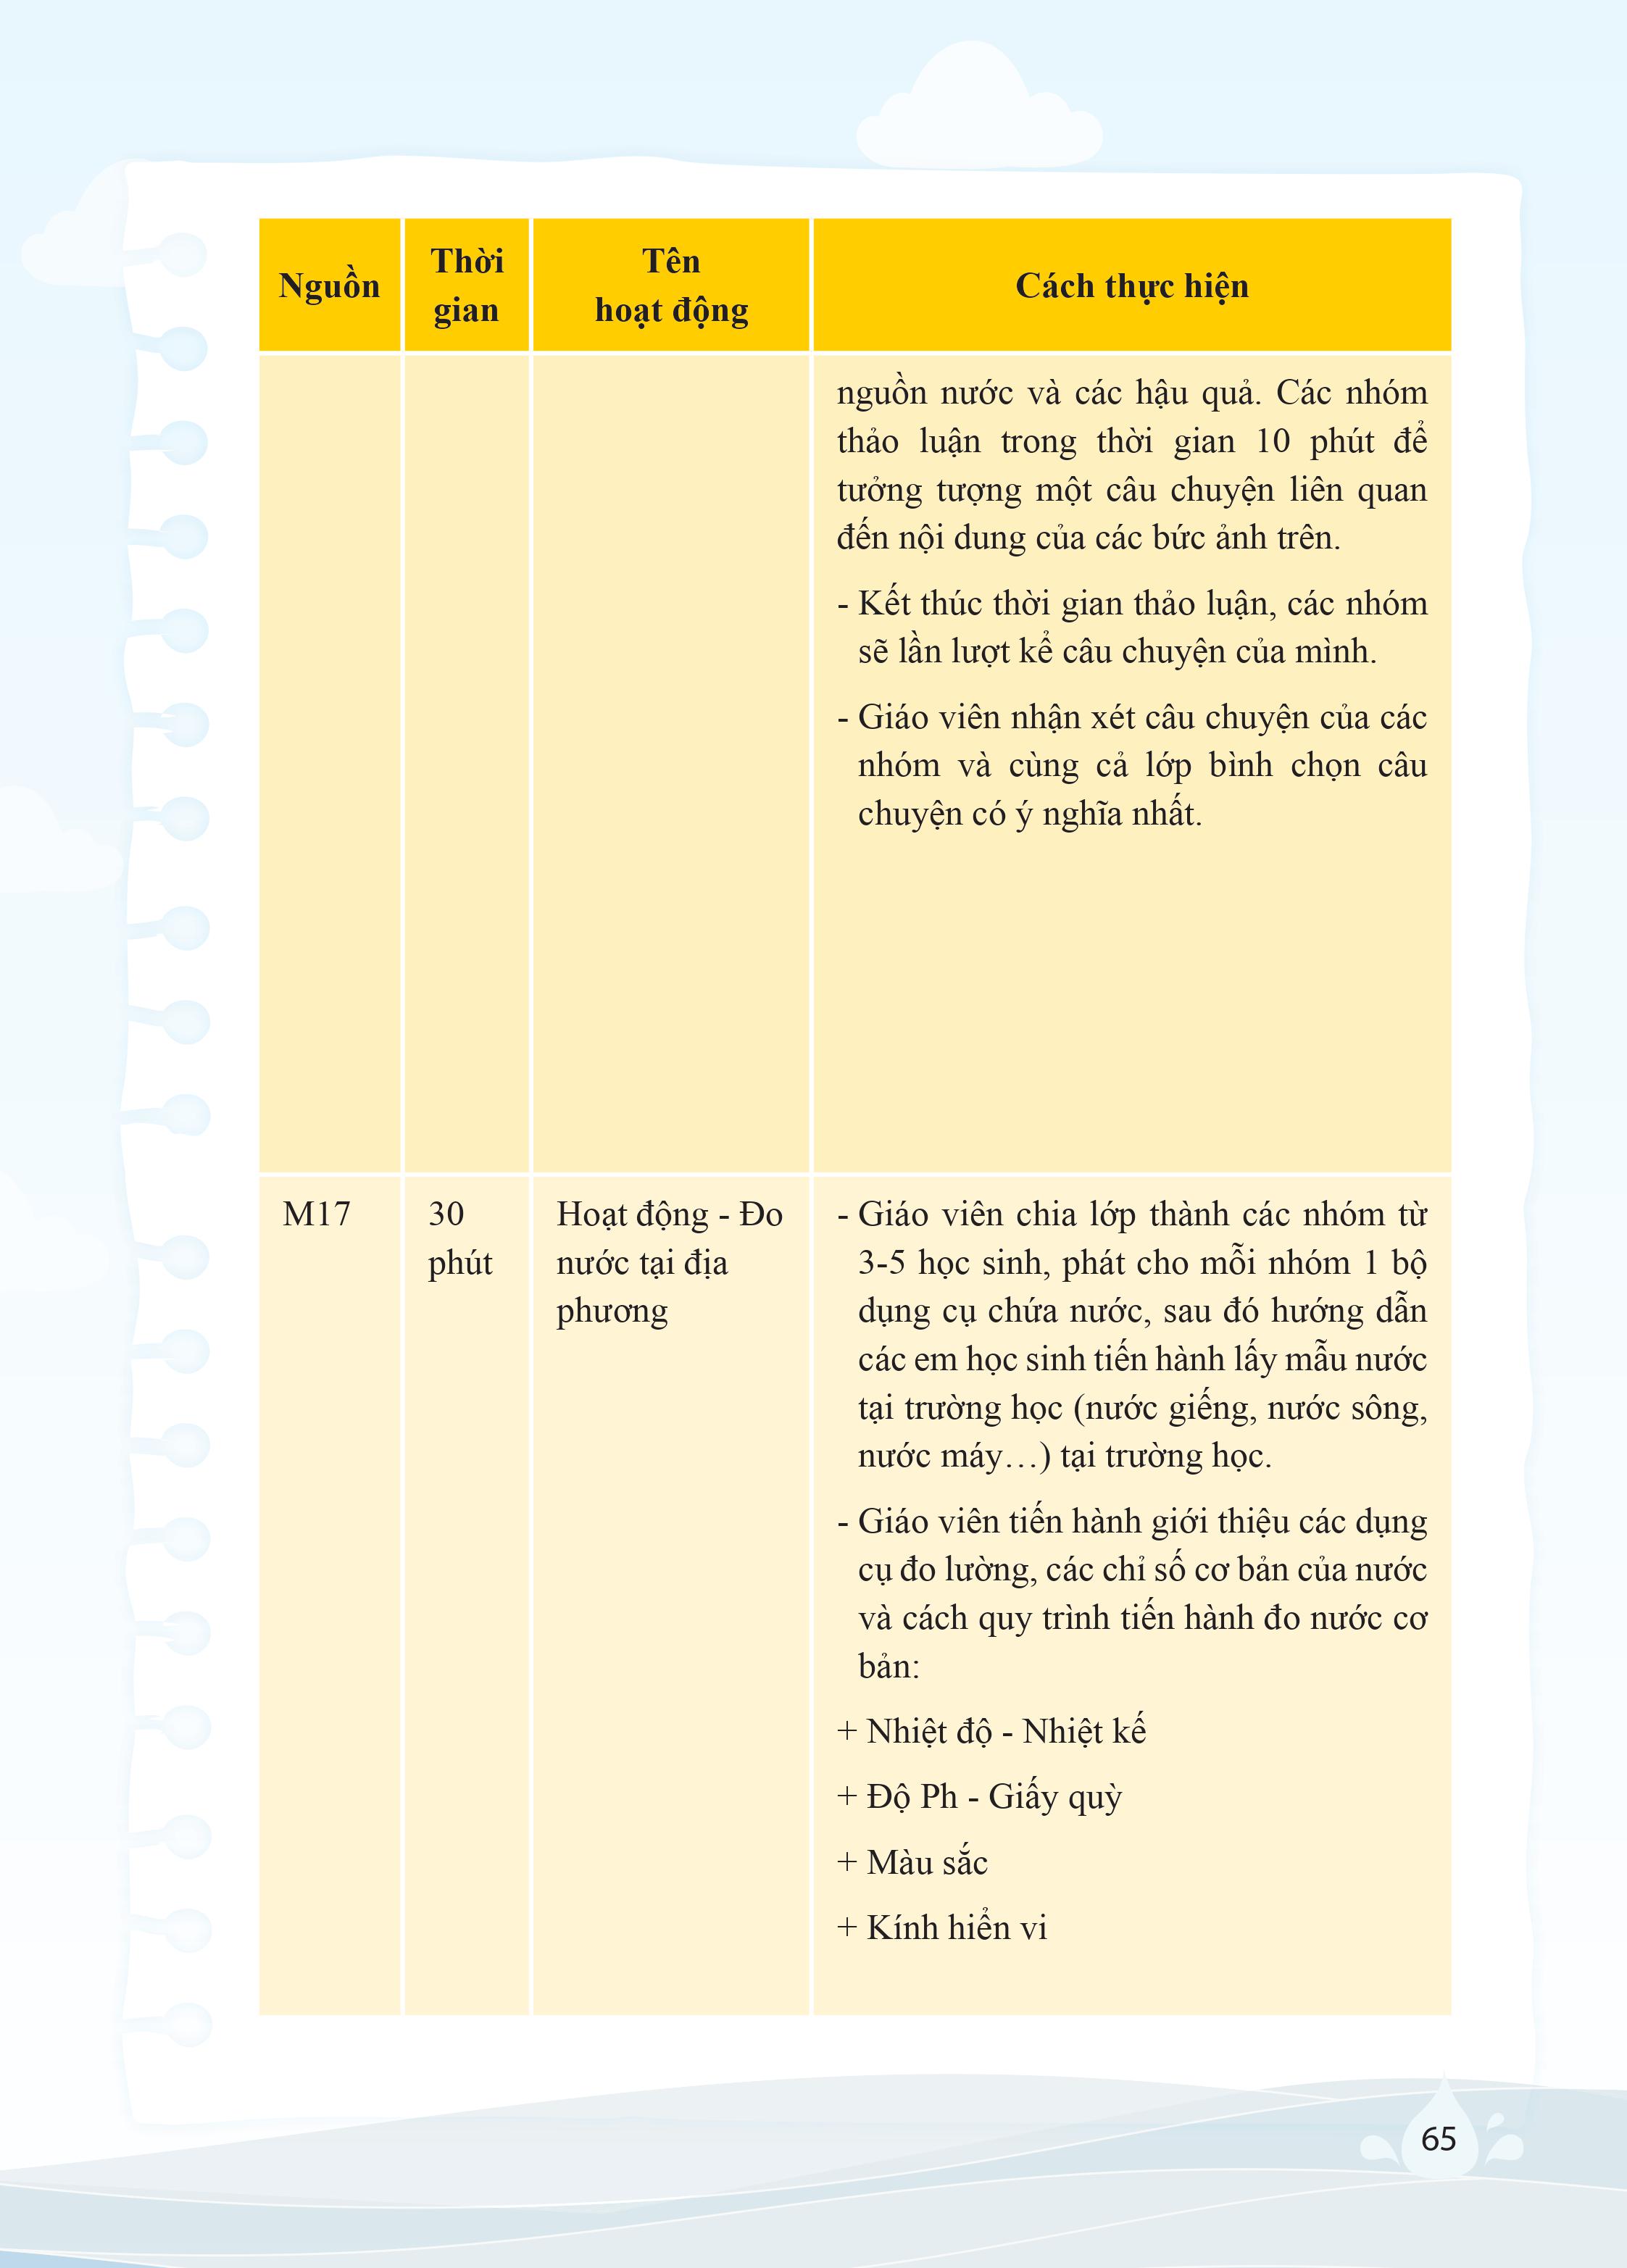 Nguồn
Thời
gian
Tên
hoạt động
Cách thực hiện
nguồn nước và các hậu quả. Các nhóm
thảo luận trong thời gian 10 phút để
tưởng tượng một câu chuyện liên quan
đến nội dung của các bức ảnh trên.
- Kết thúc thời gian thảo luận, các nhóm
sẽ lần lượt kể câu chuyện của mình.
- Giáo viên nhận xét câu chuyện của các
nhóm và cùng cả lớp bình chọn câu
chuyện có ý nghĩa nhất.
M17
30
phút
Hoạt động - Đo
nước tại địa
phương
- Giáo viên chia lớp thành các nhóm từ
3-5 học sinh, phát cho mỗi nhóm 1 bộ
dụng cụ chứa nước, sau đó hướng dẫn
các em học sinh tiến hành lấy mẫu nước
tại trường học (nước giếng, nước sông,
nước máy…) tại trường học.
- Giáo viên tiến hành giới thiệu các dụng
cụ đo lường, các chỉ số cơ bản của nước
và cách quy trình tiến hành đo nước cơ
bản:
+ Nhiệt độ - Nhiệt kế
+ Độ Ph - Giấy quỳ
+ Màu sắc
+ Kính hiển vi
65